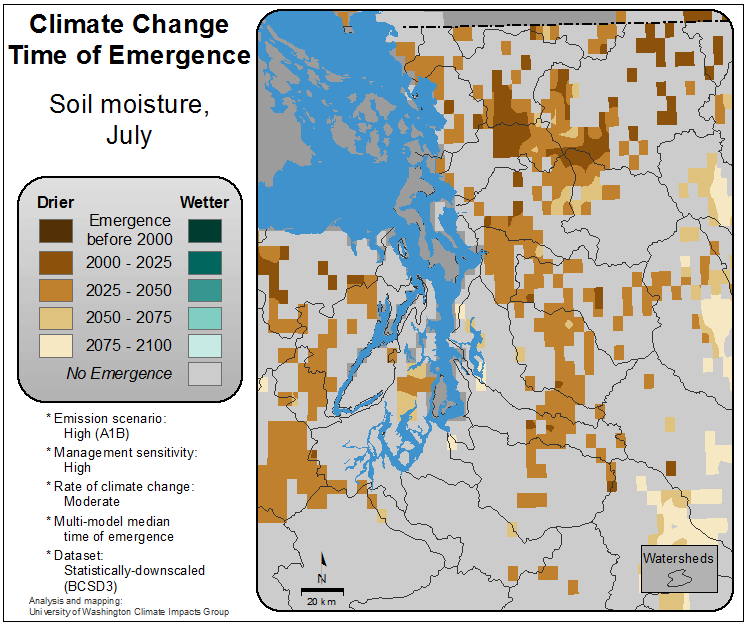 Climate Change
Time of Emergence
Soil moisture,
July
Drier Wetter
Emergence
before 2000
2000 - 2025
2025 - 2050
2050 - 2075
2075 - 2100
No Emergence
* Emission scenario:
High (A1B)
* Management sensitivity:
High
* Rate of climate change:
Moderate
* Multi-model median
time of emergence
* Dataset:
Statistically-downscaled
(BCSD3)
Analysis and mapping:
University of Washington Climate Impacts Group
N
20 km
Watersheds